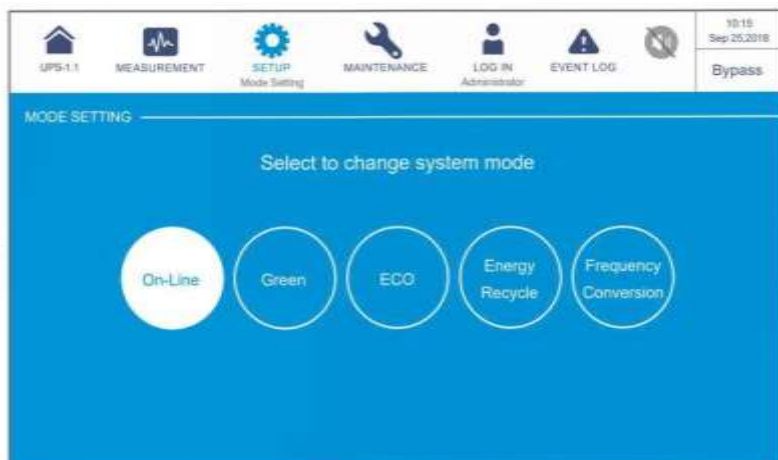 UPS-1.1
MEASUREMENT
SETUP
Mode Setting
MAINTENANCE
LOG IN
Administrator
EVENT LOG
10:15
Sep 25,2018
Bypass
MODE SETTING
Select to change system mode
On-Line
Green
ECO
Energy
Recycle
Frequency
Conversion